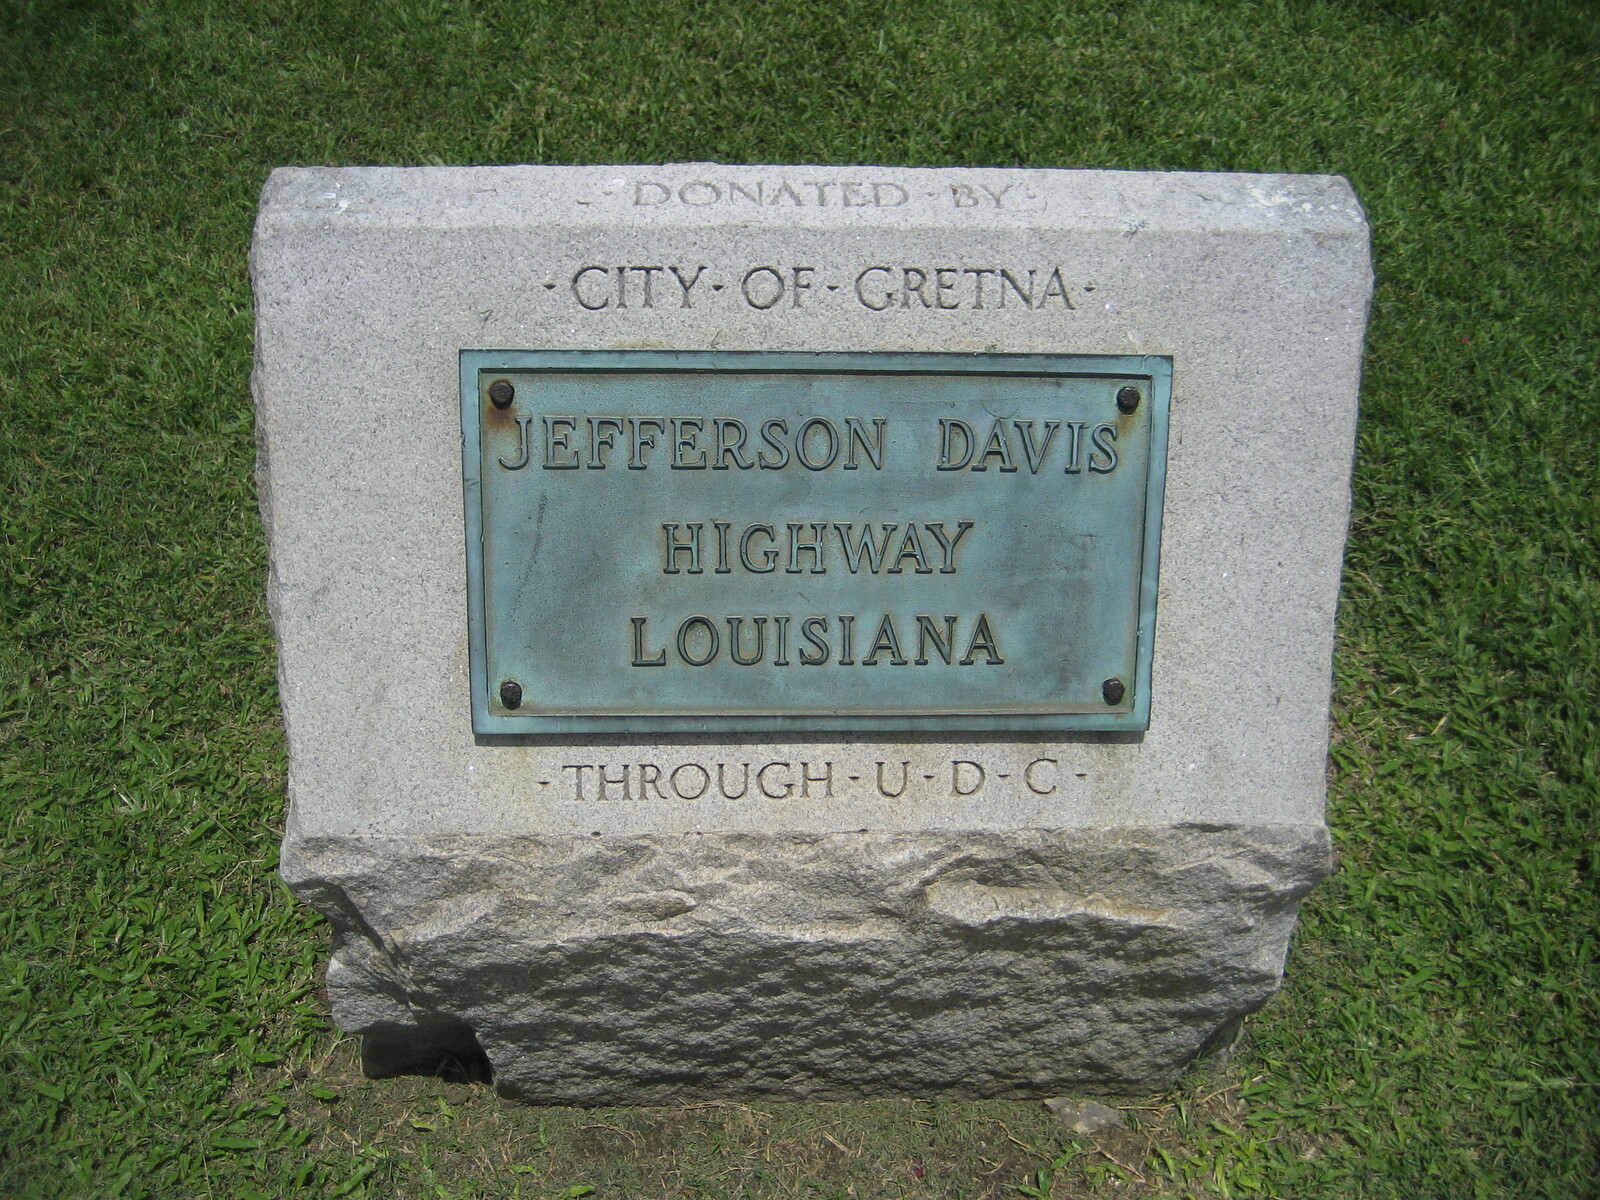 · DONATED · BY ·
· CITY · OF · GRETNA ·
JEFFERSON DAVIS
HIGHWAY
LOUISIANA
· THROUGH · U · D · C ·